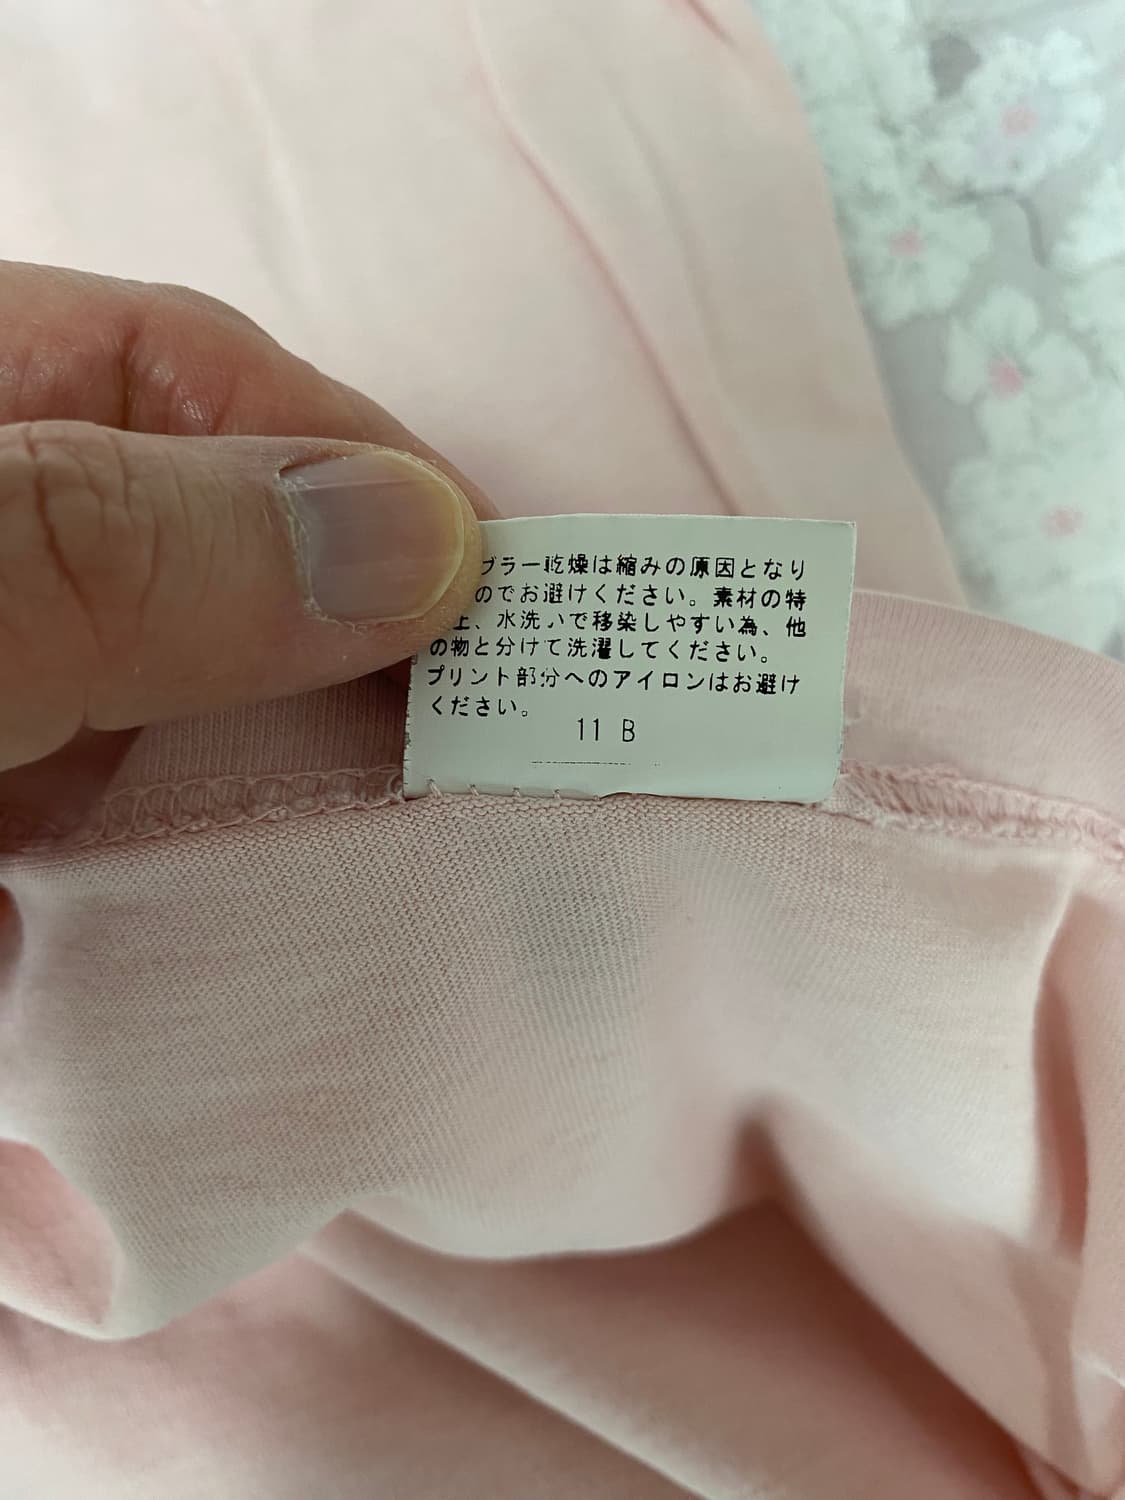 ブラー乾燥は縮みの原因となり
のでお避けください。素材の特
上、水洗いで移染しやすい為、他
の物と分けて洗濯してください。
プリント部分へのアイロンはお避け
ください。
11 B